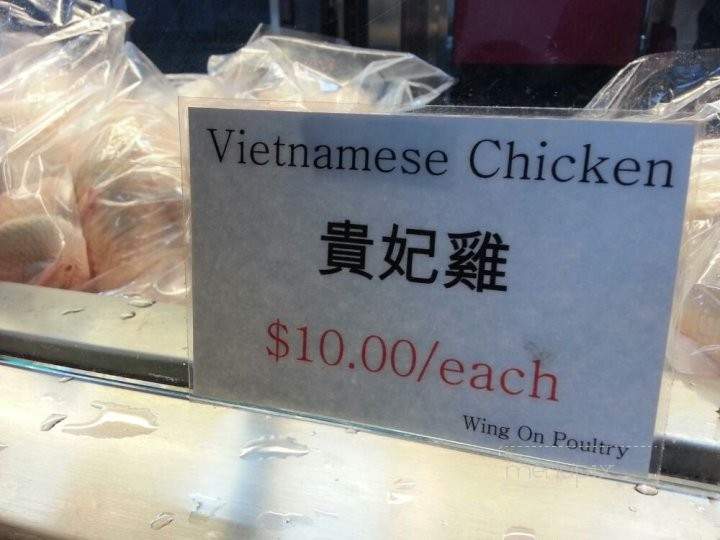 Vietnamese Chicken
貴妃雞
$10.00/each
Wing On Poultry